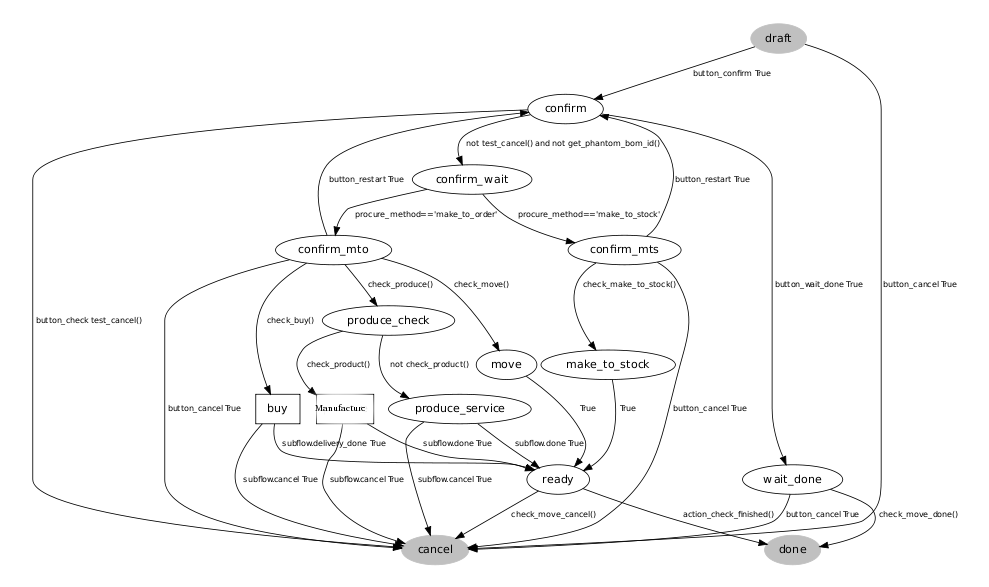 draft
button_confirm True
confirm
not test_cancel() and not get_phantom_bom_id()
confirm_wait
button_restart True
button_restart True
procure_method=='make_to_order'
procure_method=='make_to_stock'
confirm_mto
confirm_mts
check_produce()
check_move()
check_make_to_stock()
button_wait_done True
button_cancel True
button_check test_cancel()
check_buy()
produce_check
check_product()
not check_product()
move
make_to_stock
button_cancel True
buy
Manufacture
produce_service
True
True
button_cancel True
subflow.delivery_done True
subflow.done True
subflow.done True
subflow.cancel True
subflow.cancel True
subflow.cancel True
ready
wait_done
check_move_cancel()
action_check_finished()
button_cancel True
check_move_done()
cancel
done